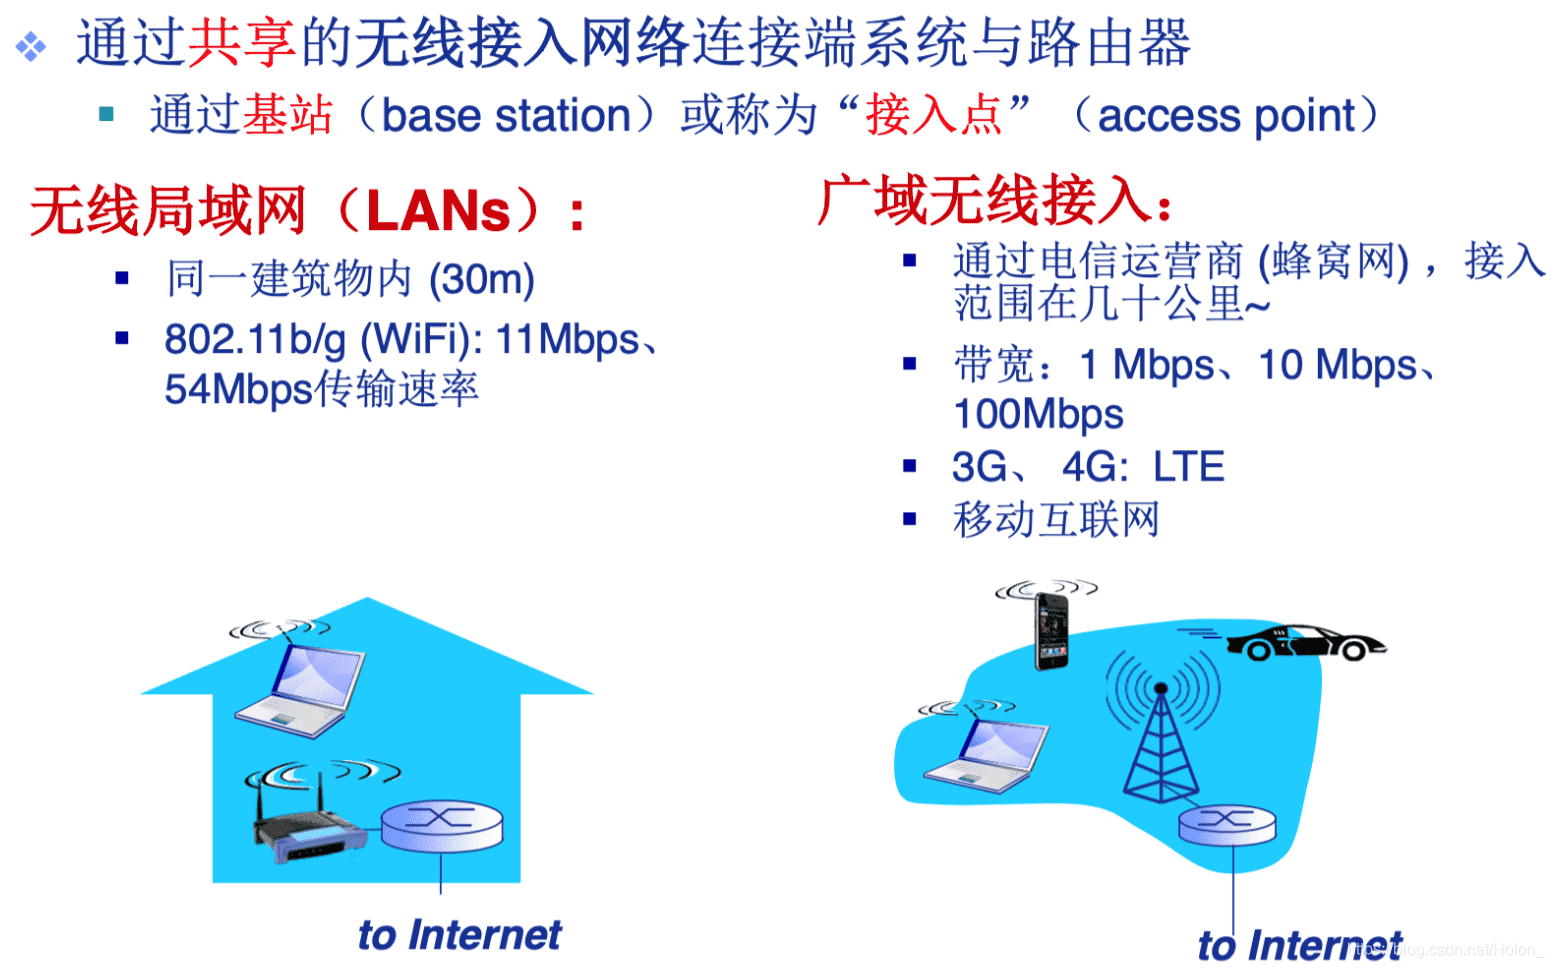 通过共享的无线接入网络连接端系统与路由器
通过基站（base station）或称为“接入点”（access point）
无线局域网（LANs）:
同一建筑物内 (30m)
802.11b/g (WiFi): 11Mbps、
54Mbps传输速率
广域无线接入：
通过电信运营商 (蜂窝网) ，接入
范围在几十公里~
带宽：1 Mbps、10 Mbps、
100Mbps
3G、 4G: LTE
移动互联网
to Internet
to Internet
https://blog.csdn.net/Holori_